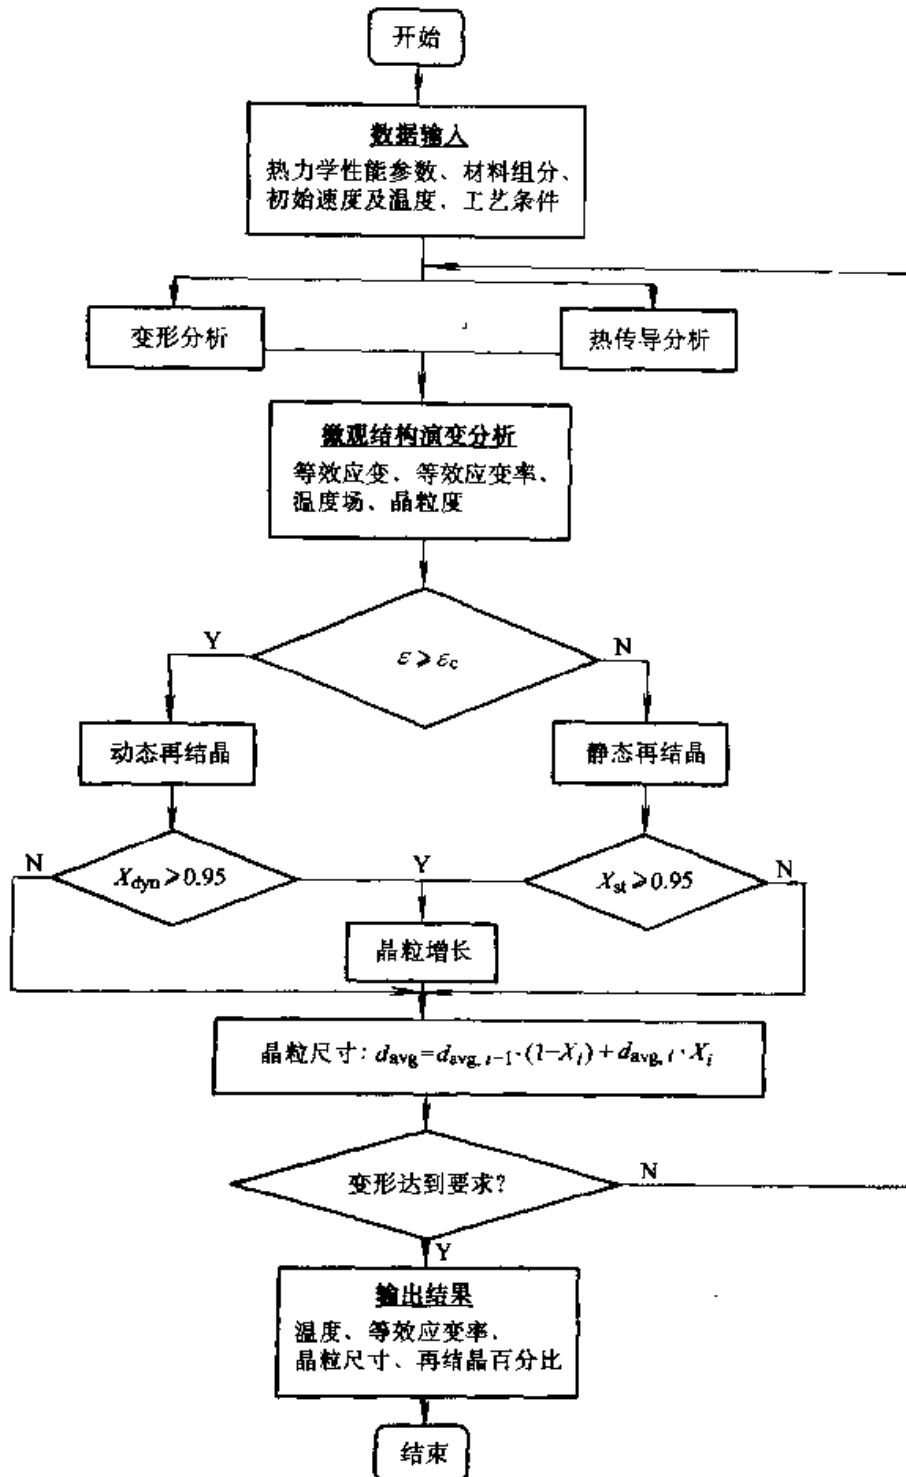 开始
数据输入
热力学性能参数、材料组分、
初始速度及温度、工艺条件
变形分析
热传导分析
微观结构演变分析
等效应变、等效应变率、
温度场、晶粒度
Y
ε⩾εc
N
动态再结晶
静态再结晶
N
Xdyn⩾0.95
Y
Xst⩾0.95
N
晶粒增长
晶粒尺寸：davg=davg, i−1·(1−Xi)+davg, i·Xi
变形达到要求?
N
Y
输出结果
温度、等效应变率、
晶粒尺寸、再结晶百分比
结束